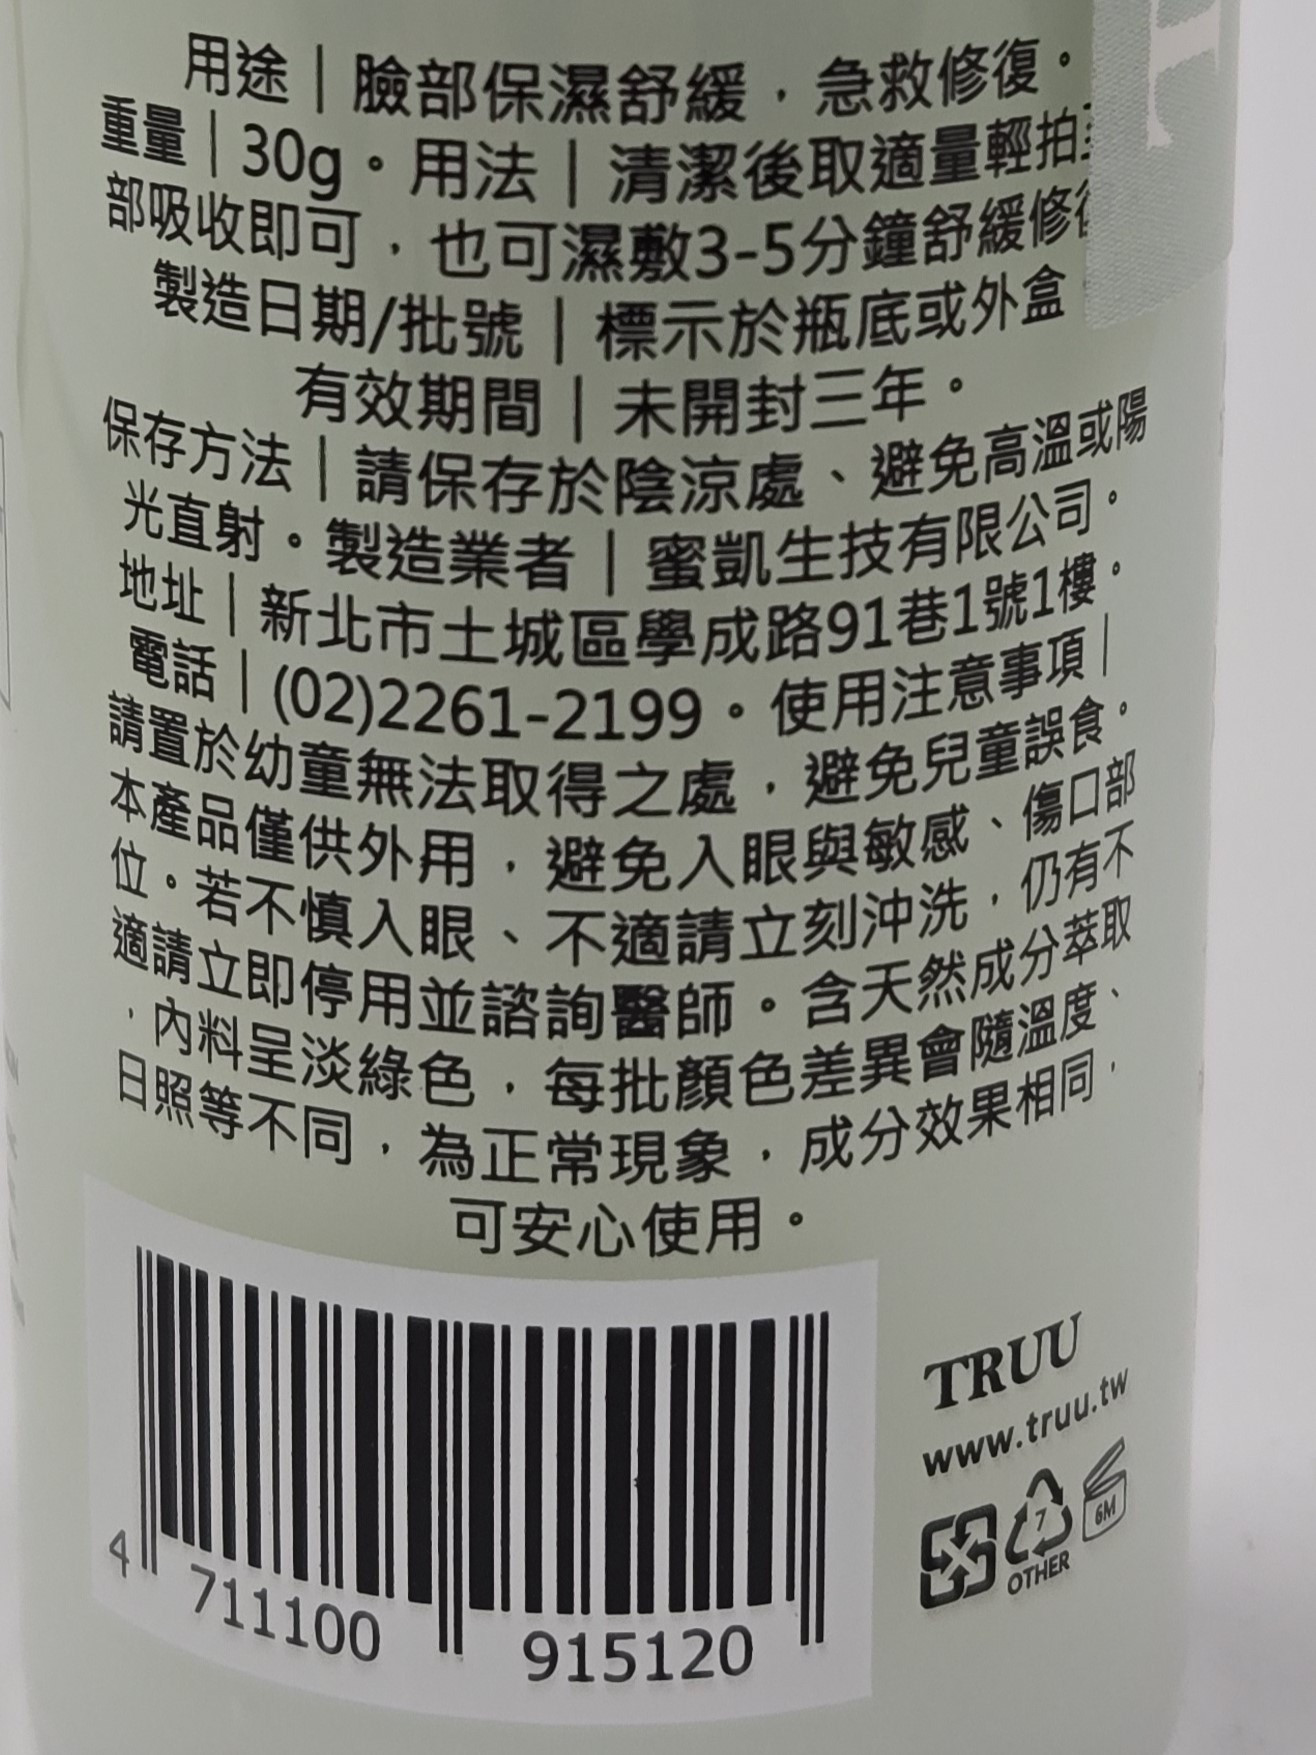 用途｜臉部保濕舒緩，急救修復。
重量｜30g。用法｜清潔後取適量輕拍
部吸收即可，也可濕敷3-5分鐘舒緩修
製造日期/批號｜標示於瓶底或外盒
有效期間｜未開封三年。
保存方法｜請保存於陰涼處、避免高溫或陽
光直射。製造業者｜蜜凱生技有限公司。
地址｜新北市土城區學成路91巷1號1樓。
電話｜(02)2261-2199。使用注意事項｜
請置於幼童無法取得之處，避免兒童誤食。
本產品僅供外用，避免入眼與敏感、傷口部
位。若不慎入眼、不適請立刻沖洗，仍有不
適請立即停用並諮詢醫師。含天然成分萃取
，內料呈淡綠色，每批顏色差異會隨溫度、
日照等不同，為正常現象，成分效果相同，
可安心使用。
4 711100 915120
TRUU
www.truu.tw
7
OTHER
6M